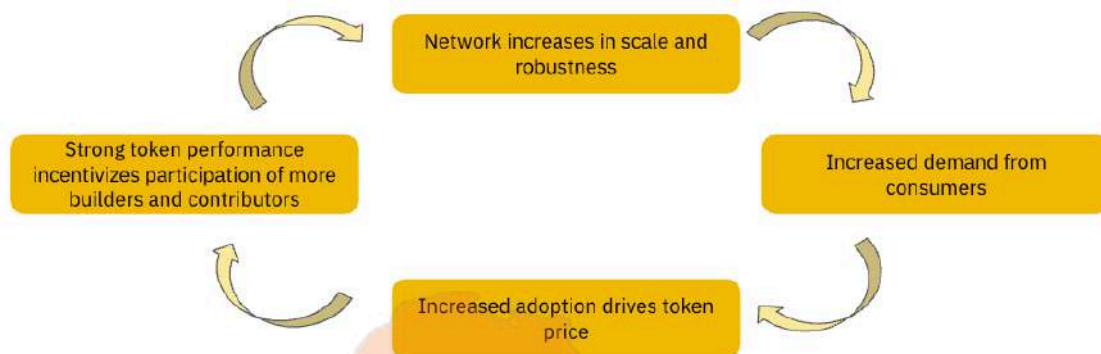 Network increases in scale and
robustness
Increased demand from
consumers
Increased adoption drives token
price
Strong token performance
incentivizes participation of more
builders and contributors